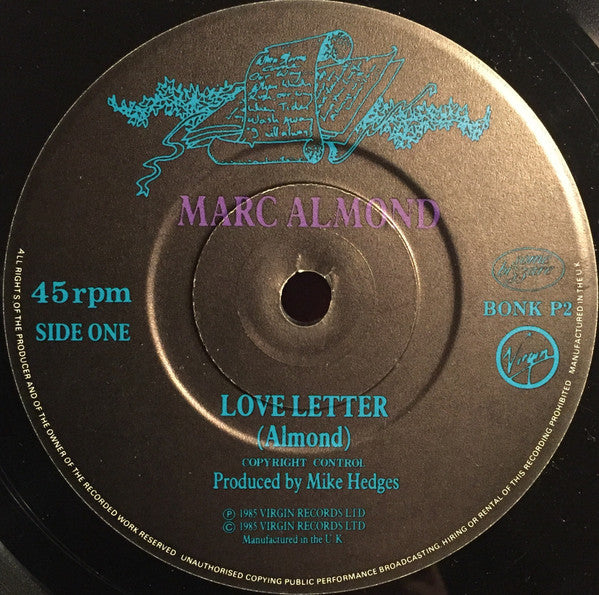 MARC ALMOND
45 rpm
SIDE ONE
BONK P2
Virgin
LOVE LETTER
(Almond)
COPYRIGHT CONTROL
Produced by Mike Hedges
Ⓟ 1985 VIRGIN RECORDS LTD
© 1985 VIRGIN RECORDS LTD
Manufactured in the U K
ALL RIGHTS OF THE PRODUCER AND OF THE OWNER OF THE RECORDED WORK RESERVED. UNAUTHORISED COPYING PUBLIC PERFORMANCE BROADCASTING. HIRING OR RENTAL OF THIS RECORDING PROHIBITED. MANUFACTURED IN THE U.K.